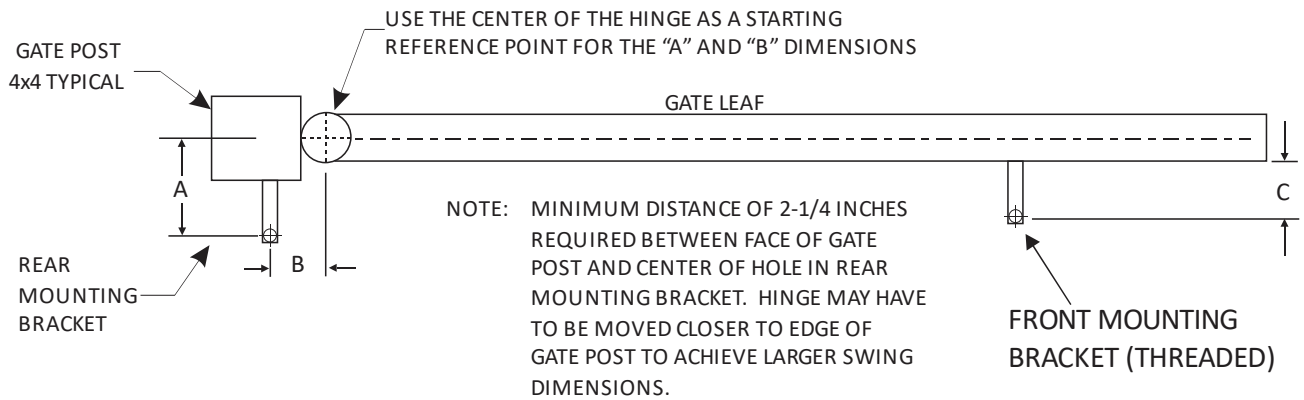 USE THE CENTER OF THE HINGE AS A STARTING
REFERENCE POINT FOR THE “A” AND “B” DIMENSIONS
GATE POST
4x4 TYPICAL
GATE LEAF
A
B
C
REAR
MOUNTING
BRACKET
NOTE: MINIMUM DISTANCE OF 2-1/4 INCHES
REQUIRED BETWEEN FACE OF GATE
POST AND CENTER OF HOLE IN REAR
MOUNTING BRACKET. HINGE MAY HAVE
TO BE MOVED CLOSER TO EDGE OF
GATE POST TO ACHIEVE LARGER SWING
DIMENSIONS.
FRONT MOUNTING
BRACKET (THREADED)